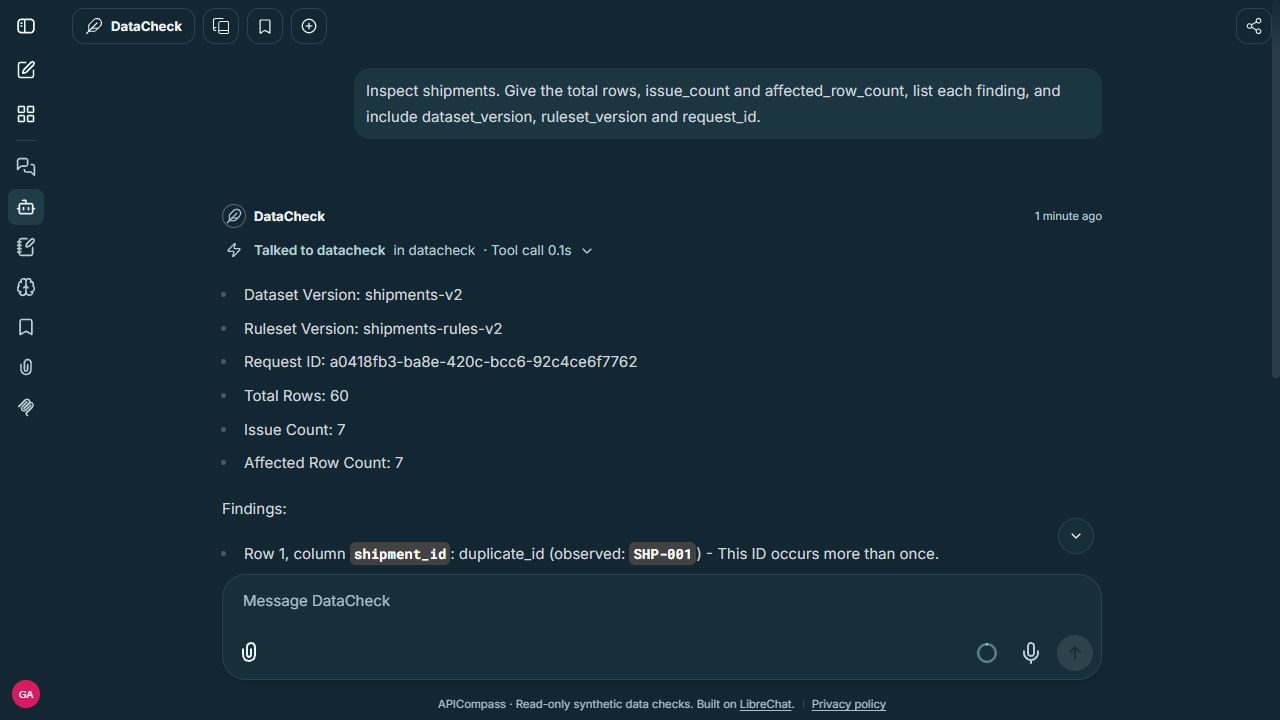 DataCheck
Inspect shipments. Give the total rows, issue_count and affected_row_count, list each finding, and
include dataset_version, ruleset_version and request_id.
DataCheck
1 minute ago
Talked to datacheck in datacheck · Tool call 0.1s
Dataset Version: shipments-v2
Ruleset Version: shipments-rules-v2
Request ID: a0418fb3-ba8e-420c-bcc6-92c4ce6f7762
Total Rows: 60
Issue Count: 7
Affected Row Count: 7
Findings:
Row 1, column shipment_id: duplicate_id (observed: SHP-001) - This ID occurs more than once.
Message DataCheck
GA
APICompass · Read-only synthetic data checks. Built on LibreChat. | Privacy policy